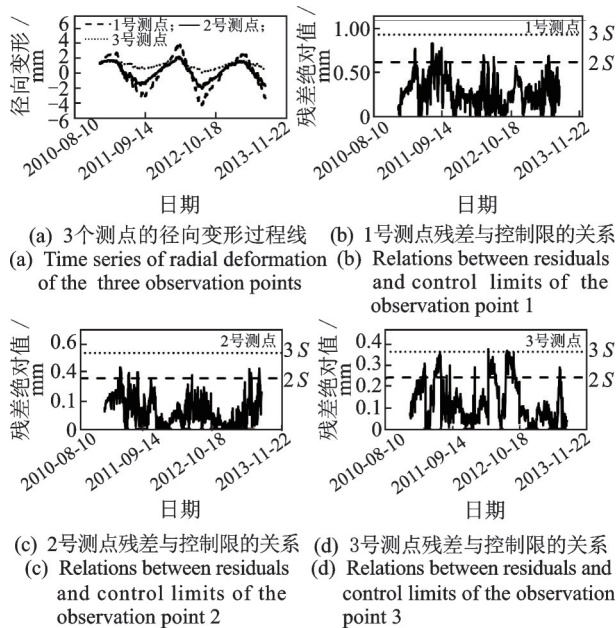 6
4
2
0
−2
−4
−6
径向变形 /
mm
1号测点; 2号测点;
3号测点
2010-08-10
2011-09-14
2012-10-18
2013-11-22
日期
1.00
0.50
0
残差绝对值 /
mm
1号测点
3 S
2 S
2010-08-10
2011-09-14
2012-10-18
2013-11-22
日期
(a) 3个测点的径向变形过程线
(a) Time series of radial deformation
of the three observation points
(b) 1号测点残差与控制限的关系
(b) Relations between residuals
and control limits of the
observation point 1
0.6
0.4
0.1
0
残差绝对值 /
mm
2号测点
3 S
2 S
2010-08-10
2011-09-14
2012-10-18
2013-11-22
日期
0.4
0.3
0.2
0.1
0
残差绝对值 /
mm
3号测点
3 S
2 S
2010-08-10
2011-09-14
2012-10-18
2013-11-22
日期
(c) 2号测点残差与控制限的关系
(c) Relations between residuals
and control limits of the
observation point 2
(d) 3号测点残差与控制限的关系
(d) Relations between residuals and
control limits of the observation
point 3